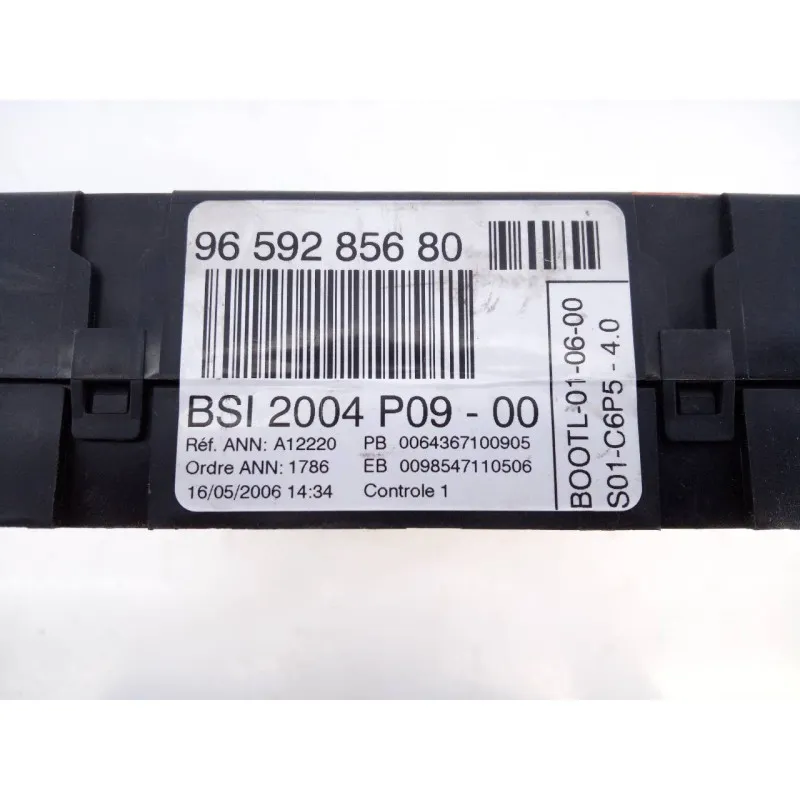 96 592 856 80
BSI 2004 P09 - 00
Réf. ANN: A12220 PB 0064367100905
Ordre ANN: 1786 EB 0098547110506
16/05/2006 14:34 Controle 1
BOOTL-01-06-00
S01-C6P5 - 4.0